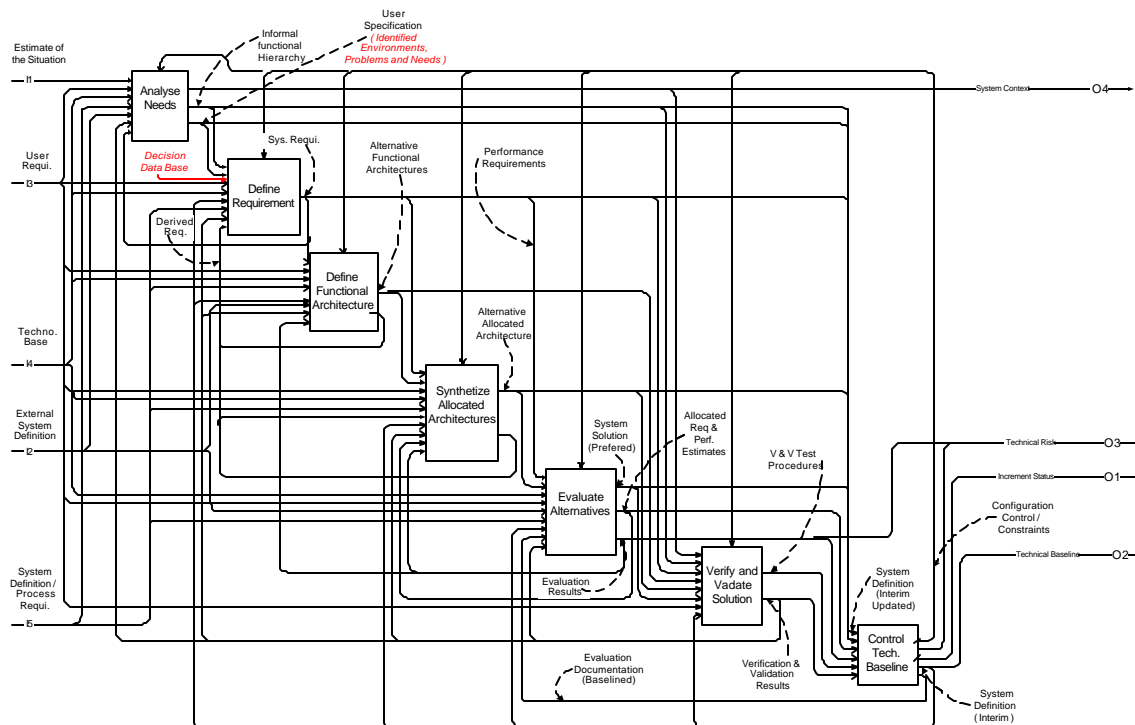 Estimate of
the Situation
I1
Informal
functional
Hierarchy
User
Specification
( Identified
Environments,
Problems and Needs )
Analyse
Needs
System Context
O4
User
Requi.
I3
Decision
Data Base
Sys. Requi.
Alternative
Functional
Architectures
Performance
Requirements
Define
Requirement
Derived
Req.
Define
Functional
Architecture
Techno.
Base
I4
Alternative
Allocated
Architecture
Synthetize
Allocated
Architectures
External
System
Definition
I2
System
Solution
(Prefered)
Allocated
Req &
Perf.
Estimates
V & V Test
Procedures
Technical Risk
O3
Increment Status
O1
Configuration
Control /
Constraints
Technical Baseline
O2
Evaluate
Alternatives
Evaluation
Results
System
Definition /
Process
Requi.
I5
Verify and
Vadate
Solution
System
Definition
(Interim
Updated)
Control
Tech.
Baseline
Evaluation
Documentation
(Baselined)
Verification &
Validation
Results
System
Definition
( Interim )